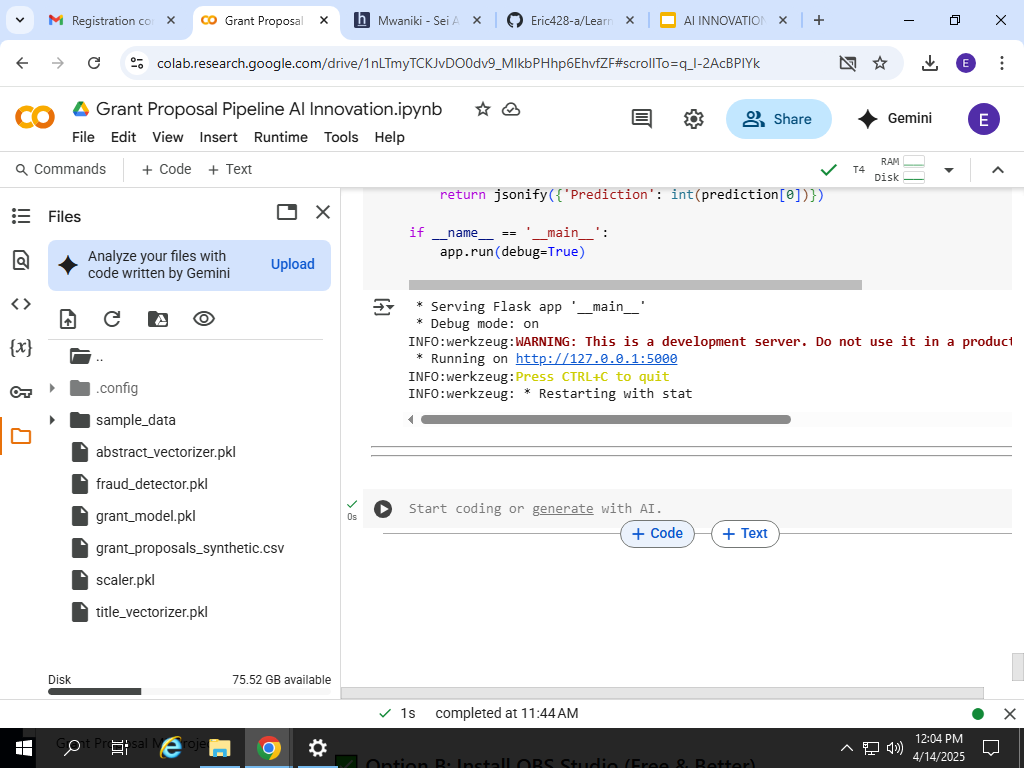 Registration co
Grant Proposal
Mwaniki - Sei A
Eric428-a/Learn
AI INNOVATION
colab.research.google.com/drive/1nLTmyTCKJvDO0dv9_MIkbPHhp6EhvfZF#scrollTo=q_I-2AcBPIYk
E
Grant Proposal Pipeline AI Innovation.ipynb
File Edit View Insert Runtime Tools Help
Share
Gemini
E
Commands
+ Code + Text
T4
RAM
Disk
Files
Analyze your files with
code written by Gemini
Upload
..
.config
sample_data
abstract_vectorizer.pkl
fraud_detector.pkl
grant_model.pkl
grant_proposals_synthetic.csv
scaler.pkl
title_vectorizer.pkl
Disk 75.52 GB available
return jsonify({'Prediction': int(prediction[0])})
if __name__ == '__main__':
app.run(debug=True)
* Serving Flask app '__main__'
* Debug mode: on
INFO:werkzeug:WARNING: This is a development server. Do not use it in a product
* Running on http://127.0.0.1:5000
INFO:werkzeug:Press CTRL+C to quit
INFO:werkzeug: * Restarting with stat
0s
Start coding or generate with AI.
+ Code
+ Text
1s completed at 11:44 AM
Option B: Install OBS Studio (Free & Better)
12:04 PM
4/14/2025